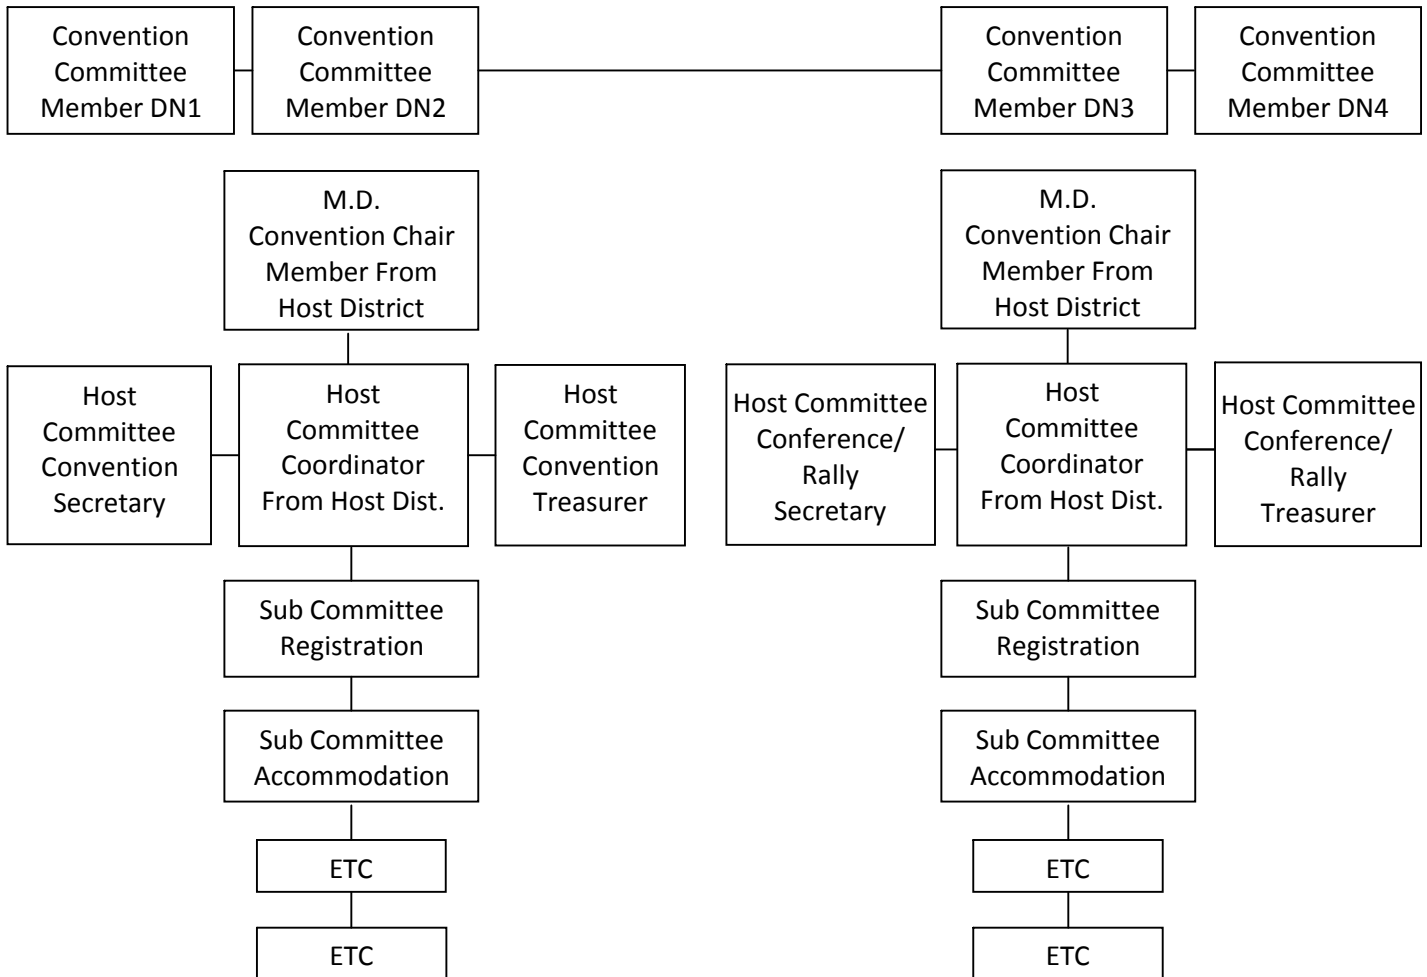 Convention
Committee
Member DN1
Convention
Committee
Member DN2
Convention
Committee
Member DN3
Convention
Committee
Member DN4
M.D.
Convention Chair
Member From
Host District
M.D.
Convention Chair
Member From
Host District
Host
Committee
Convention
Secretary
Host
Committee
Coordinator
From Host Dist.
Host
Committee
Convention
Treasurer
Host Committee
Conference/
Rally
Secretary
Host
Committee
Coordinator
From Host Dist.
Host Committee
Conference/
Rally
Treasurer
Sub Committee
Registration
Sub Committee
Registration
Sub Committee
Accommodation
Sub Committee
Accommodation
ETC
ETC
ETC
ETC